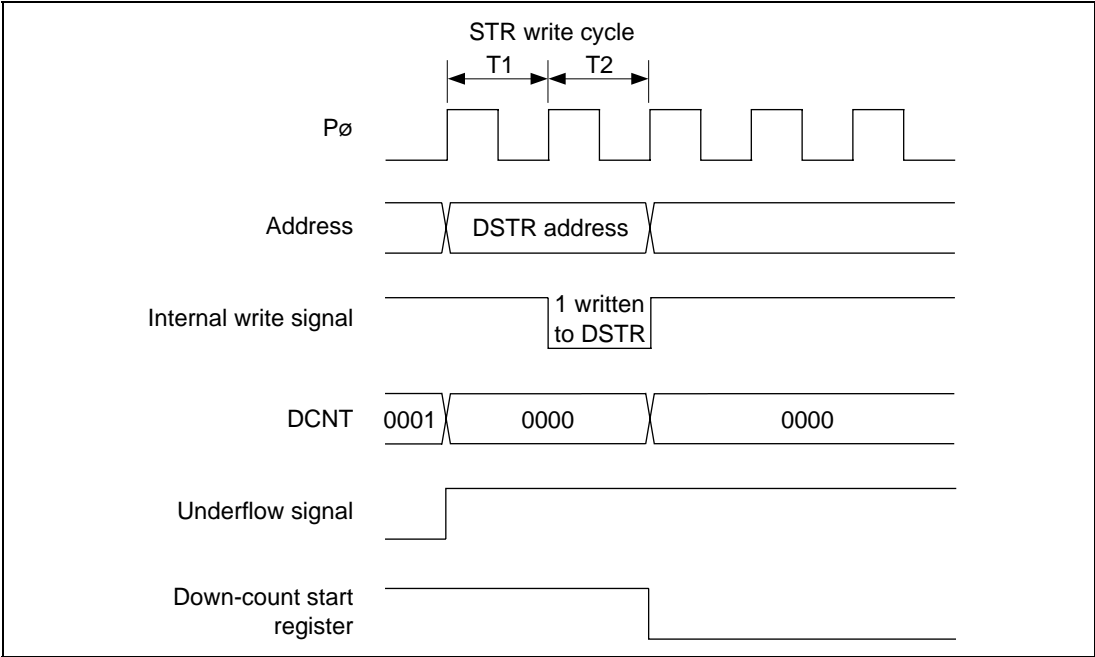 STR write cycle
T1 T2
Pø
Address DSTR address
Internal write signal 1 written
to DSTR
DCNT 0001 0000 0000
Underflow signal
Down-count start
register